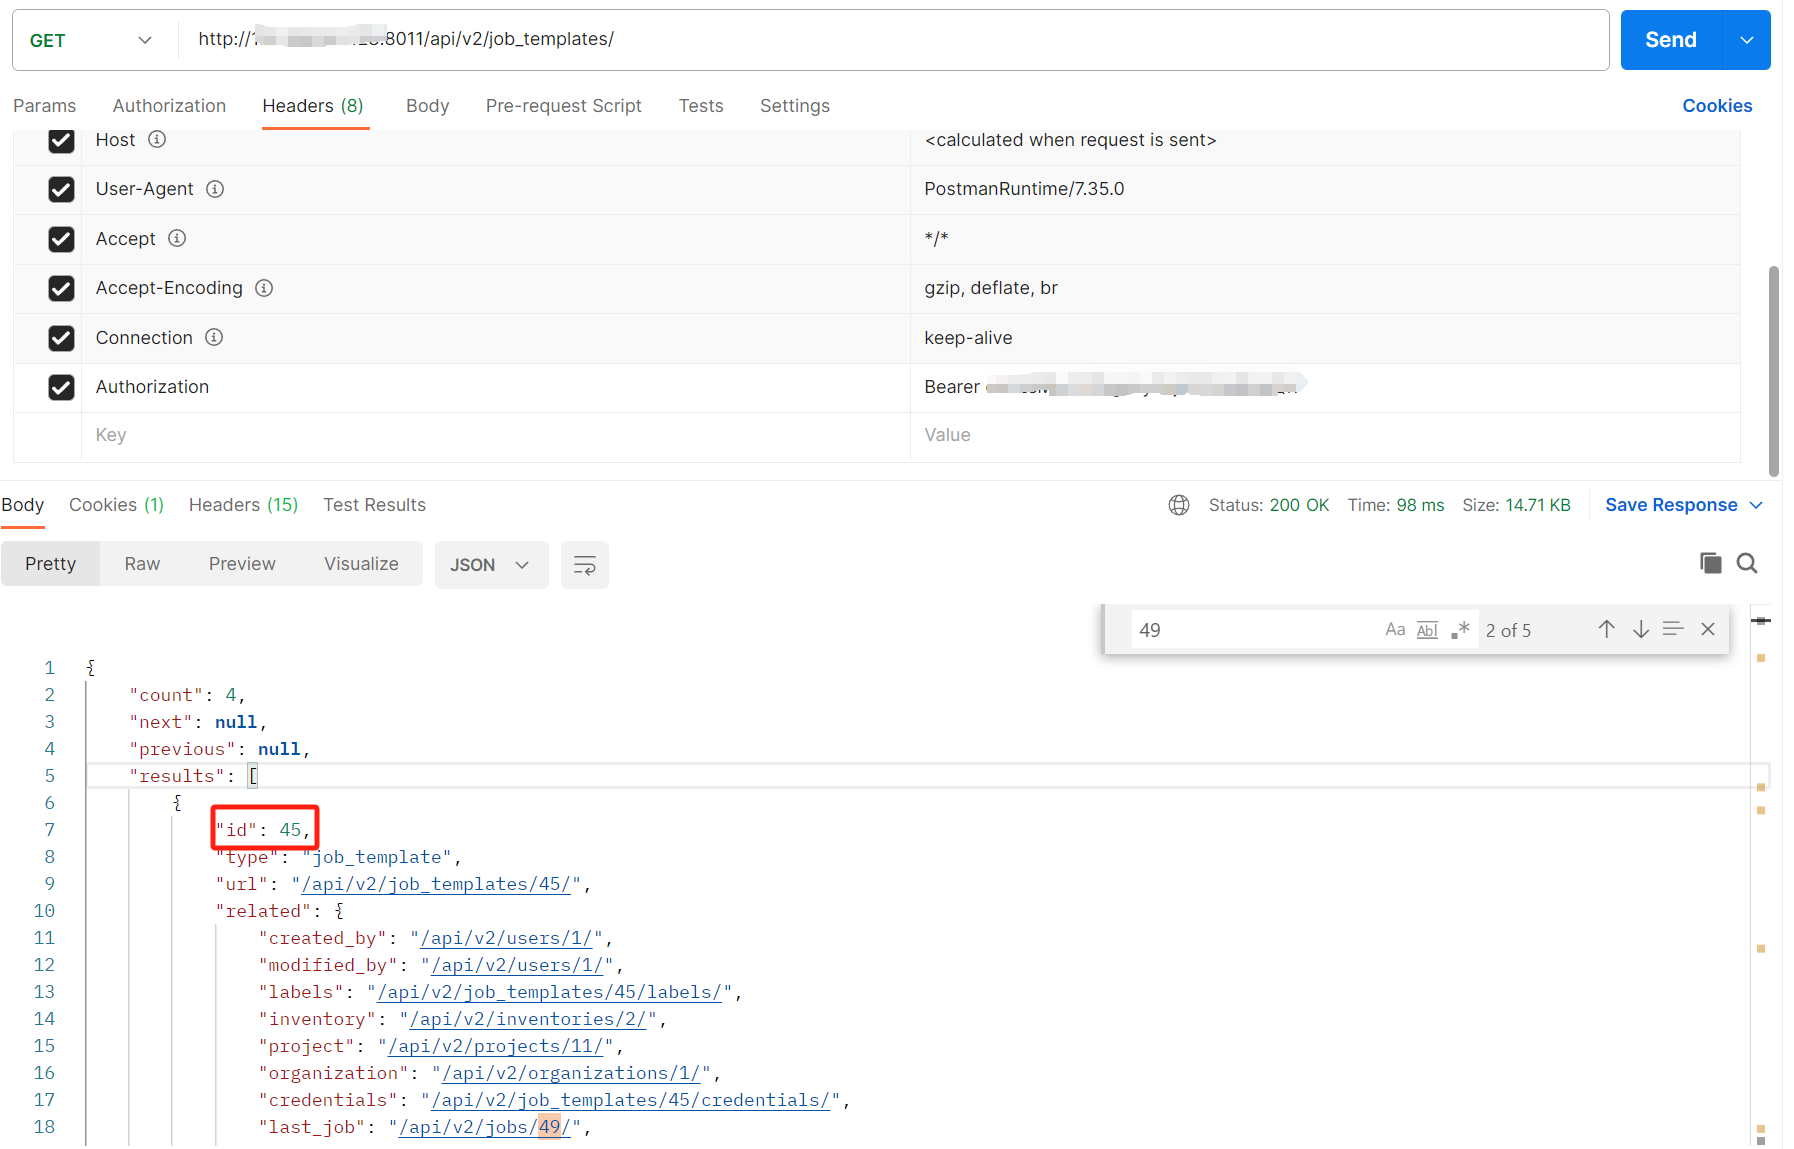 GET
http://1 8011/api/v2/job_templates/
Send
Params Authorization Headers (8) Body Pre-request Script Tests Settings Cookies
Host <calculated when request is sent>
User-Agent PostmanRuntime/7.35.0
Accept */*
Accept-Encoding gzip, deflate, br
Connection keep-alive
Authorization Bearer
Key Value
Body Cookies (1) Headers (15) Test Results Status: 200 OK Time: 98 ms Size: 14.71 KB Save Response
Pretty Raw Preview Visualize JSON
49 Aa Abl .* 2 of 5
1 {
2 "count": 4,
3 "next": null,
4 "previous": null,
5 "results": [
6 {
7 "id": 45,
8 "type": "job_template",
9 "url": "/api/v2/job_templates/45/",
10 "related": {
11 "created_by": "/api/v2/users/1/",
12 "modified_by": "/api/v2/users/1/",
13 "labels": "/api/v2/job_templates/45/labels/",
14 "inventory": "/api/v2/inventories/2/",
15 "project": "/api/v2/projects/11/",
16 "organization": "/api/v2/organizations/1/",
17 "credentials": "/api/v2/job_templates/45/credentials/",
18 "last_job": "/api/v2/jobs/49/",